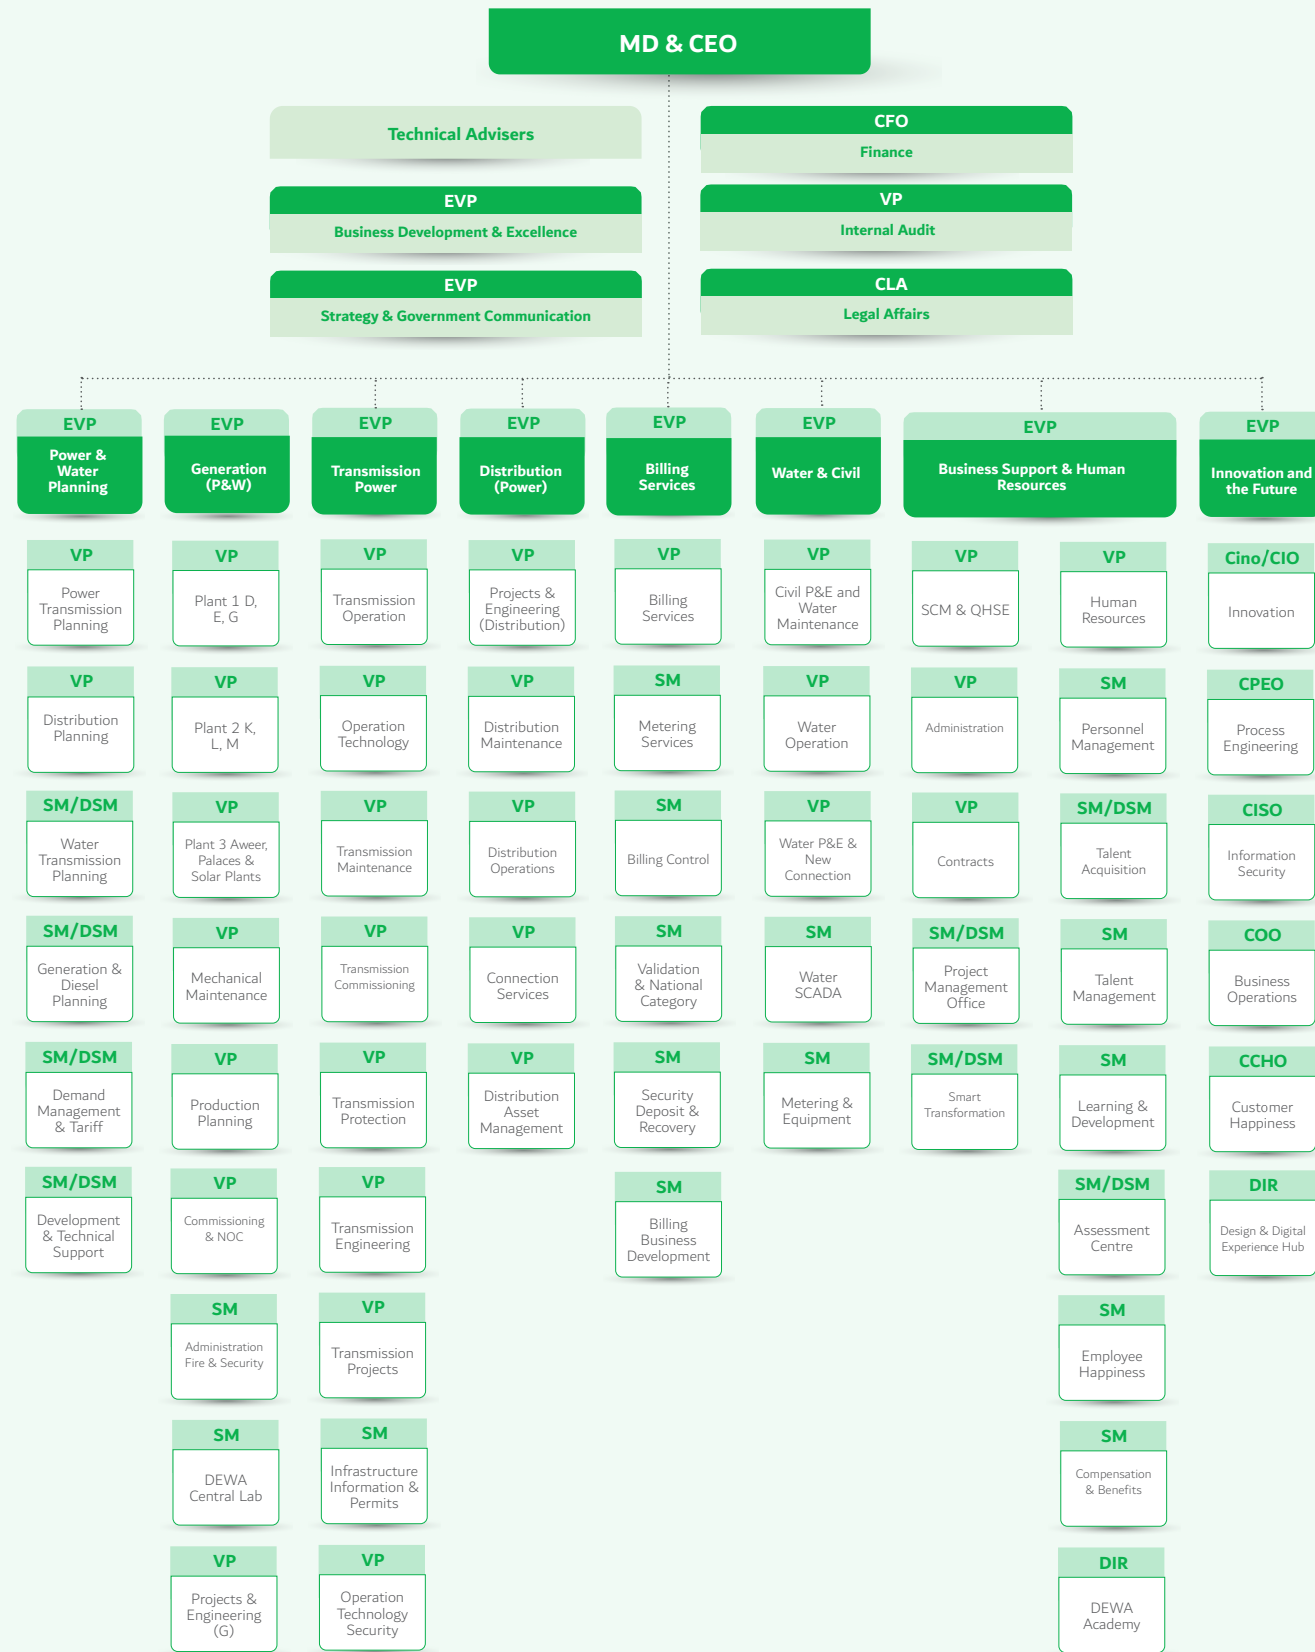 MD & CEO
Technical Advisers
CFO
Finance
EVP
Business Development & Excellence
VP
Internal Audit
EVP
Strategy & Government Communication
CLA
Legal Affairs
EVP
Power &
Water
Planning
VP
Power
Transmission
Planning
VP
Distribution
Planning
SM/DSM
Water
Transmission
Planning
SM/DSM
Generation &
Diesel
Planning
SM/DSM
Demand
Management
& Tariff
SM/DSM
Development
& Technical
Support
EVP
Generation
(P&W)
VP
Plant 1 D,
E, G
VP
Plant 2 K,
L, M
VP
Plant 3 Aweer,
Palaces &
Solar Plants
VP
Mechanical
Maintenance
VP
Production
Planning
VP
Commissioning
& NOC
SM
Administration
Fire & Security
SM
DEWA
Central Lab
VP
Projects &
Engineering
(G)
EVP
Transmission
Power
VP
Transmission
Operation
VP
Operation
Technology
VP
Transmission
Maintenance
VP
Transmission
Commissioning
VP
Transmission
Protection
VP
Transmission
Engineering
VP
Transmission
Projects
SM
Infrastructure
Information &
Permits
VP
Operation
Technology
Security
EVP
Distribution
(Power)
VP
Projects &
Engineering
(Distribution)
VP
Distribution
Maintenance
VP
Distribution
Operations
VP
Connection
Services
VP
Distribution
Asset
Management
EVP
Billing
Services
VP
Billing
Services
SM
Metering
Services
SM
Billing Control
SM
Validation
& National
Category
SM
Security
Deposit &
Recovery
SM
Billing
Business
Development
EVP
Water & Civil
VP
Civil P&E and
Water
Maintenance
VP
Water
Operation
VP
Water P&E &
New
Connection
SM
Water
SCADA
SM
Metering &
Equipment
EVP
Business Support & Human
Resources
VP
SCM & QHSE
VP
Administration
VP
Contracts
SM/DSM
Project
Management
Office
SM/DSM
Smart
Transformation
VP
Human
Resources
SM
Personnel
Management
SM/DSM
Talent
Acquisition
SM
Talent
Management
SM
Learning &
Development
SM/DSM
Assessment
Centre
SM
Employee
Happiness
SM
Compensation
& Benefits
DIR
DEWA
Academy
EVP
Innovation and
the Future
Cino/CIO
Innovation
CPEO
Process
Engineering
CISO
Information
Security
COO
Business
Operations
CCHO
Customer
Happiness
DIR
Design & Digital
Experience Hub